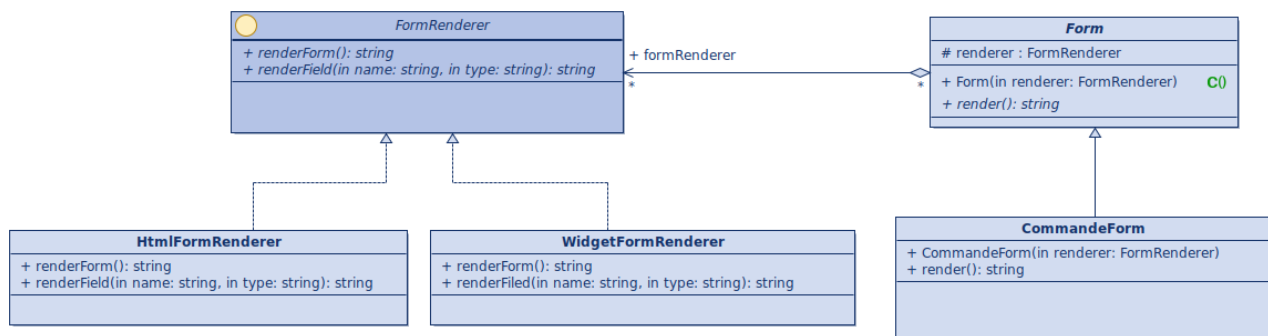 FormRenderer
+ renderForm(): string
+ renderField(in name: string, in type: string): string
+ formRenderer
*
*
Form
# renderer : FormRenderer
+ Form(in renderer: FormRenderer) C()
+ render(): string
HtmlFormRenderer
+ renderForm(): string
+ renderField(in name: string, in type: string): string
WidgetFormRenderer
+ renderForm(): string
+ renderFiled(in name: string, in type: string): string
CommandeForm
+ CommandeForm(in renderer: FormRenderer)
+ render(): string